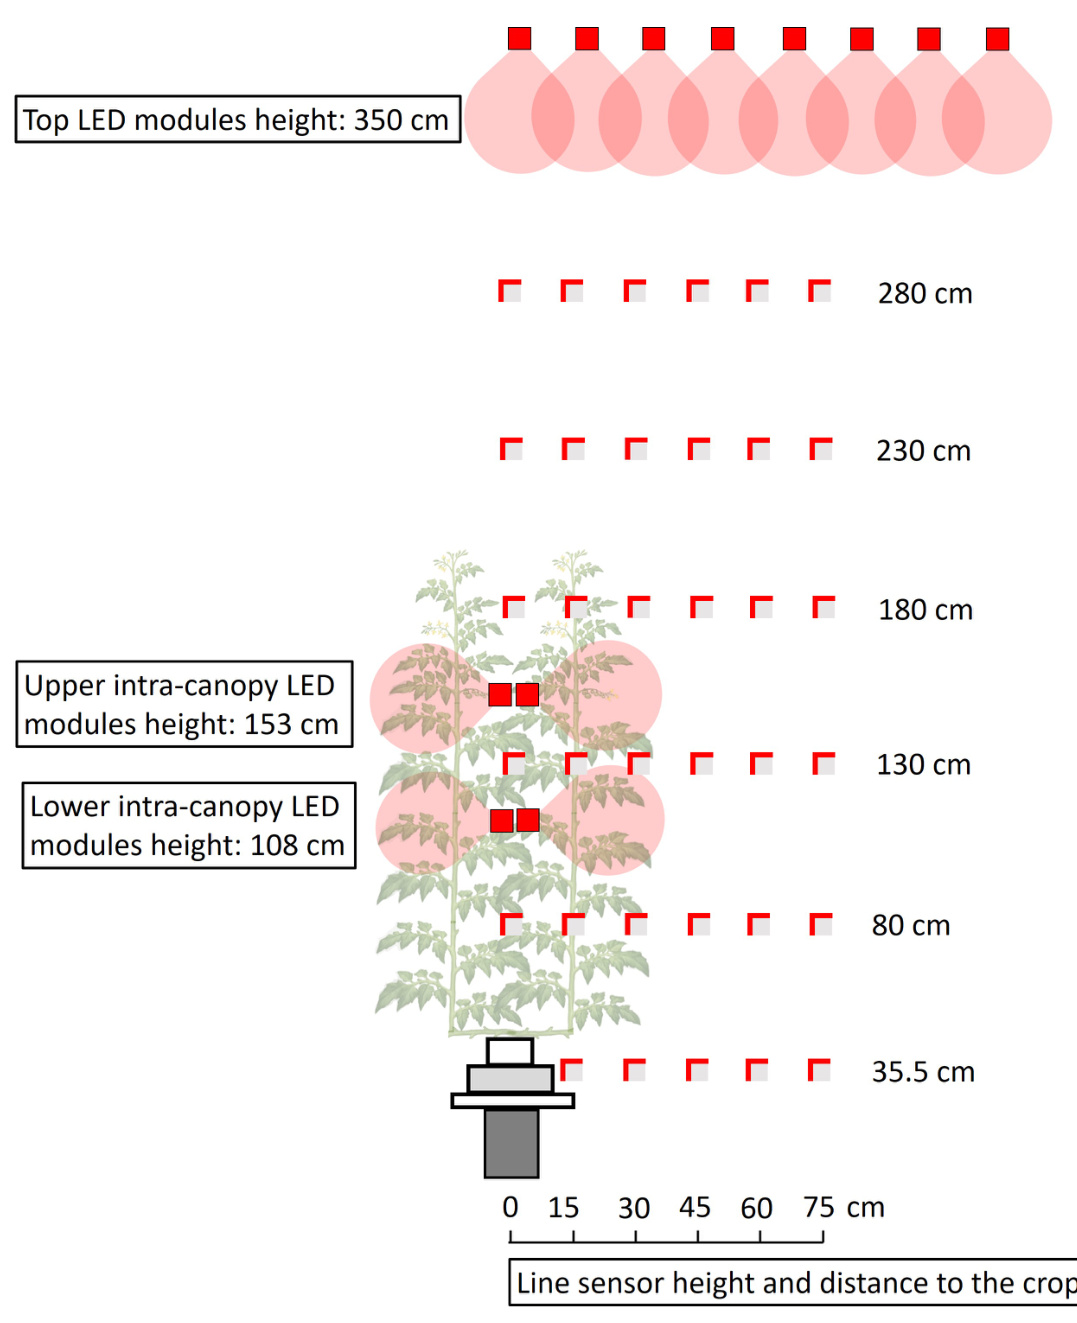 Top LED modules height: 350 cm
280 cm
230 cm
180 cm
Upper intra-canopy LED
modules height: 153 cm
130 cm
Lower intra-canopy LED
modules height: 108 cm
80 cm
35.5 cm
0 15 30 45 60 75 cm
Line sensor height and distance to the crop